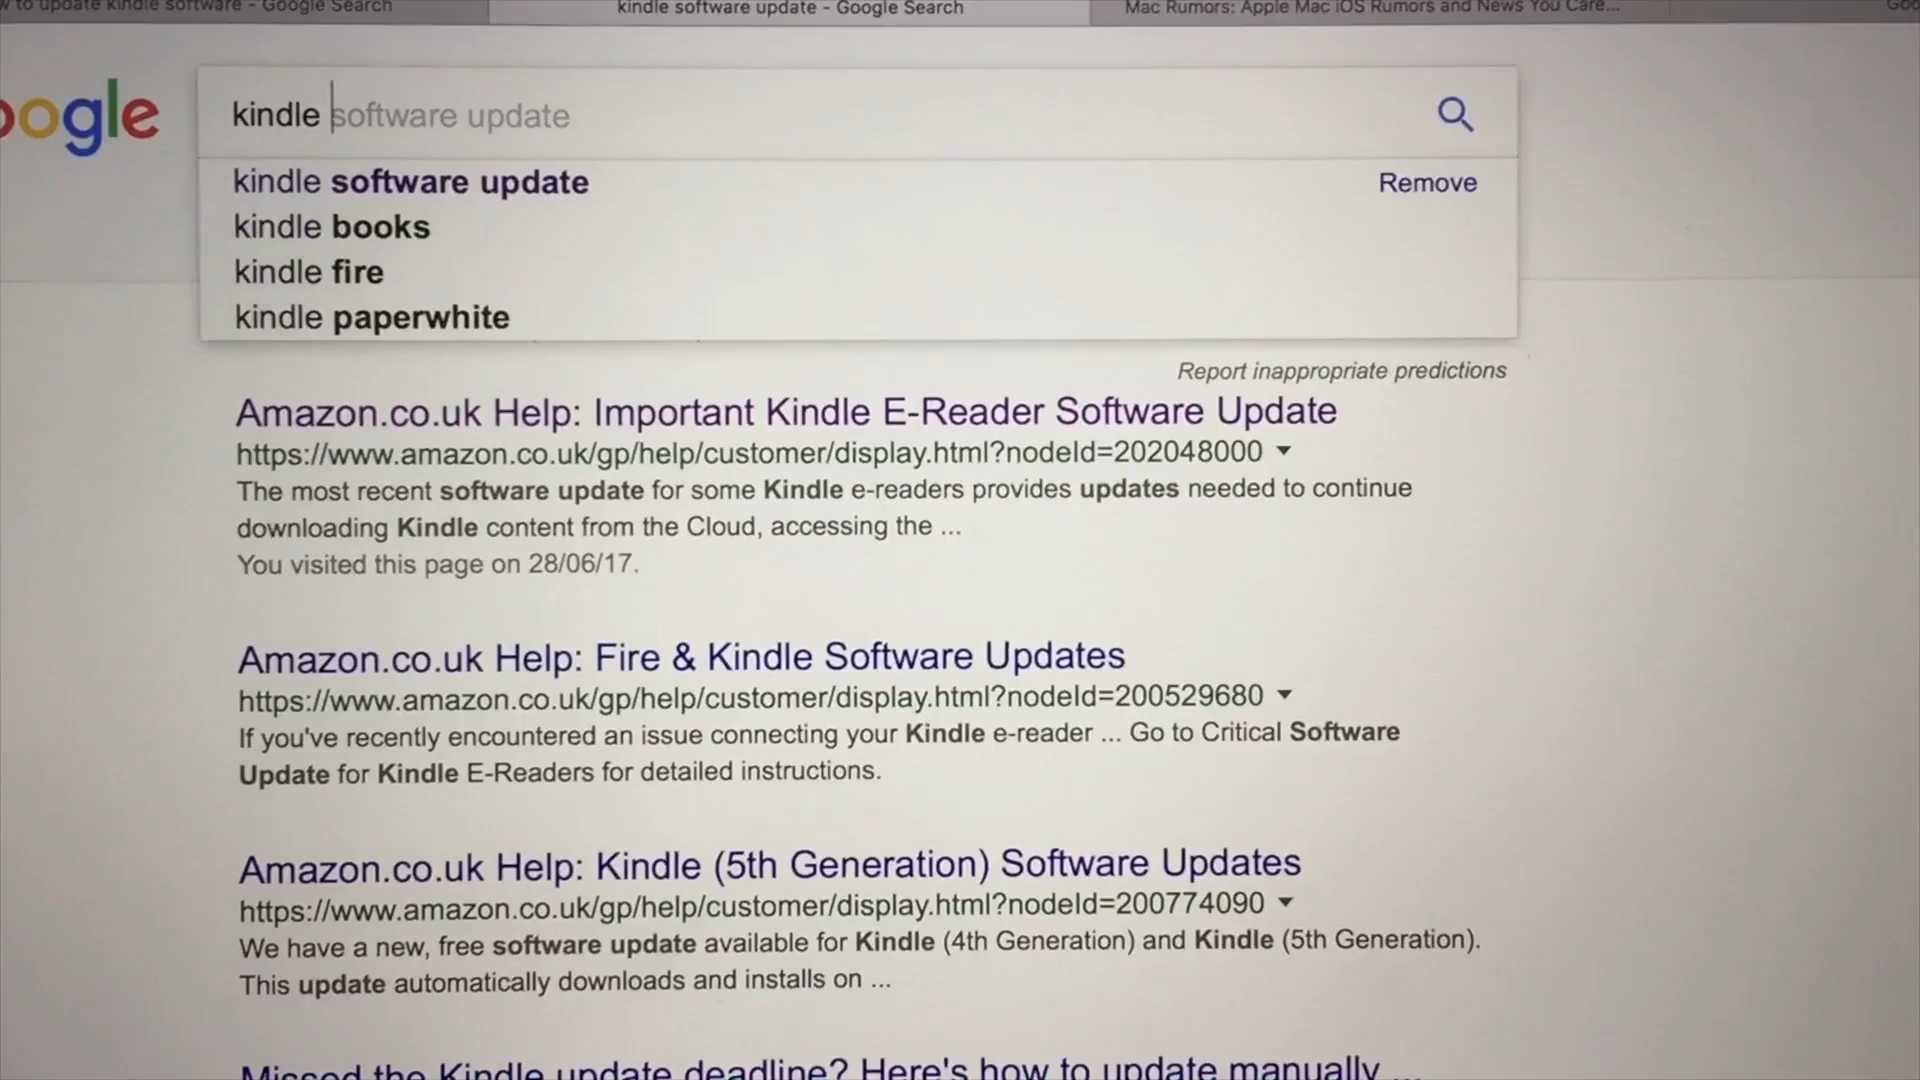 to update kindle software - Google Search
kindle software update - Google Search
Mac Rumors: Apple Mac iOS Rumors and News You Care...
Goo
oogle
kindle software update
kindle software update
Remove
kindle books
kindle fire
kindle paperwhite
Report inappropriate predictions
Amazon.co.uk Help: Important Kindle E-Reader Software Update
https://www.amazon.co.uk/gp/help/customer/display.html?nodeId=202048000
The most recent software update for some Kindle e-readers provides updates needed to continue
downloading Kindle content from the Cloud, accessing the ...
You visited this page on 28/06/17.
Amazon.co.uk Help: Fire & Kindle Software Updates
https://www.amazon.co.uk/gp/help/customer/display.html?nodeId=200529680
If you've recently encountered an issue connecting your Kindle e-reader ... Go to Critical Software
Update for Kindle E-Readers for detailed instructions.
Amazon.co.uk Help: Kindle (5th Generation) Software Updates
https://www.amazon.co.uk/gp/help/customer/display.html?nodeId=200774090
We have a new, free software update available for Kindle (4th Generation) and Kindle (5th Generation).
This update automatically downloads and installs on ...
Missed the Kindle update deadline? Here's how to update manually ...